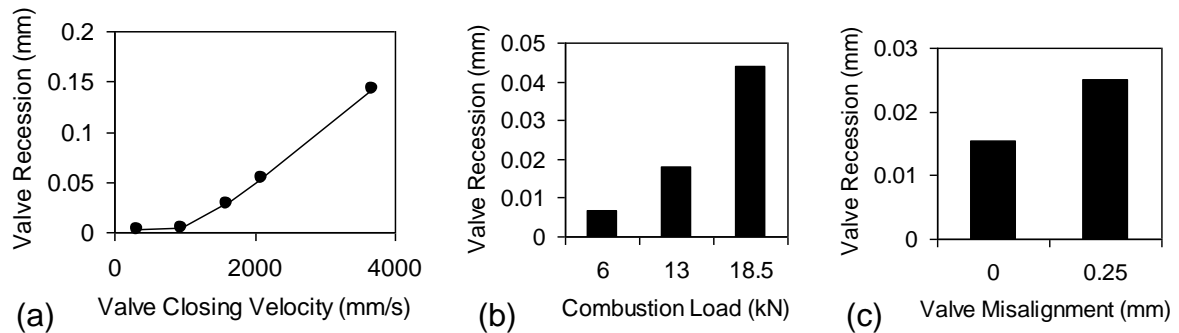 Valve Recession (mm)
0.2
0.15
0.1
0.05
0
0 2000 4000
(a) Valve Closing Velocity (mm/s)
Valve Recession (mm)
0.05
0.04
0.03
0.02
0.01
0
6 13 18.5
(b) Combustion Load (kN)
Valve Recession (mm)
0.03
0.02
0.01
0
0 0.25
(c) Valve Misalignment (mm)